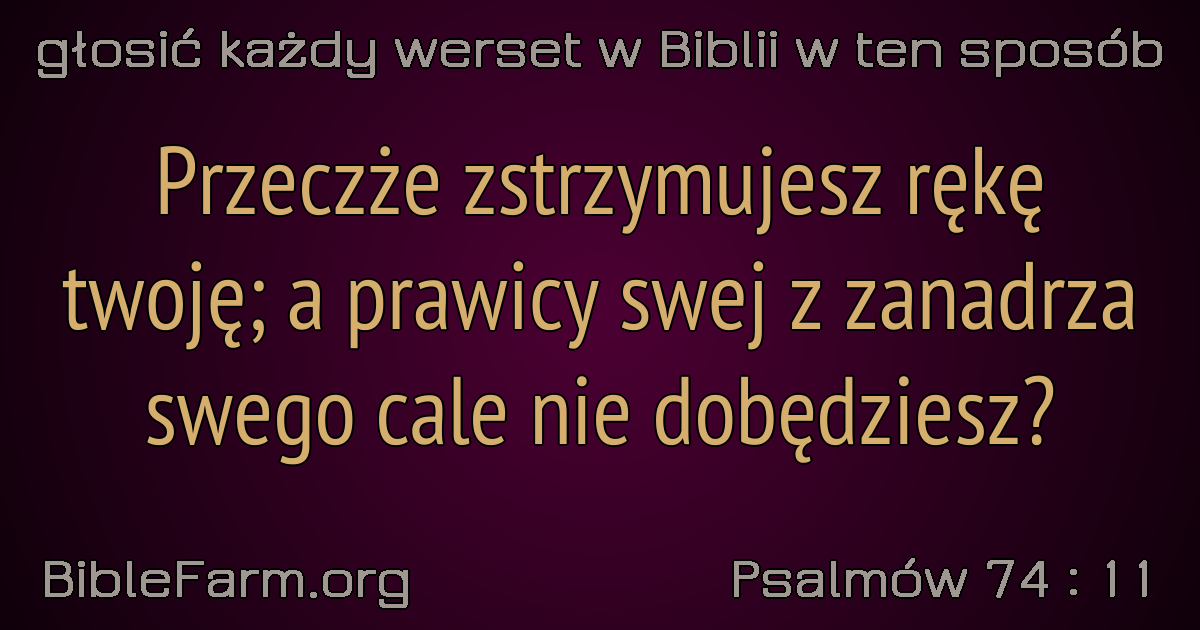 głosić każdy werset w Biblii w ten sposób
Przeczże zstrzymujesz rękę
twoję; a prawicy swej z zanadrza
swego cale nie dobędziesz?
BibleFarm.org
Psalmów 74 : 11